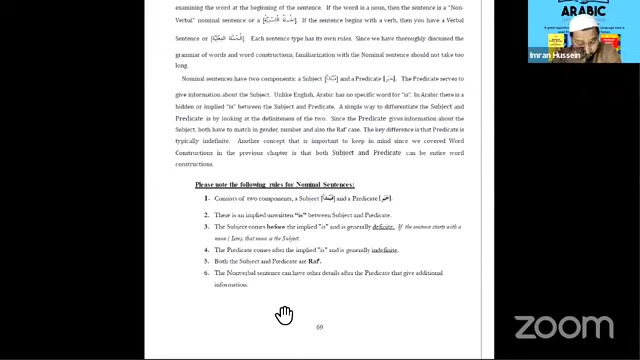 examining the word at the beginning of the sentence. If the word is a noun, then the sentence is a "Non-
Verbal" nominal sentence or a [الْجُمْلَةُ الْإِسْمِيَّةُ]. If the sentence begins with a verb, then you have a Verbal
Sentence or [الْجُمْلَةُ الْفِعْلِيَّةُ]. Each sentence type has its own rules. Since we have thoroughly discussed the
grammar of words and word constructions, familiarization with the Nominal sentence should not take too
long.
Nominal sentences have two components: a Subject [مُبْتَدَأ] and a Predicate [خَبَر]. The Predicate serves to
give information about the Subject. Unlike English, Arabic has no specific word for "is". In Arabic there is a
hidden or implied "is" between the Subject and Predicate. A simple way to differentiate the Subject and
Predicate is by looking at the definiteness of the two. Since the Predicate gives information about the
Subject, both have to match in gender, number and also the Raf' case. The key difference is that Predicate is
typically indefinite. Another concept that is important to keep in mind since we covered Word
Constructions in the previous chapter is that both Subject and Predicate can be entire word
constructions.
Please note the following rules for Nominal Sentences:
1. Consists of two components, a Subject [مُبْتَدَأ] and a Predicate [خَبَر].
2. There is an implied unwritten "is" between Subject and Predicate.
3. The Subject comes before the implied "is" and is generally definite. If the sentence starts with a
noun (Ism), that noun is the Subject.
4. The Predicate comes after the implied "is" and is generally indefinite.
5. Both the Subject and Predicate are Raf'.
6. The Nonverbal sentence can have other details after the Predicate that give additional
information.
69
ARABIC
Imran Hussein
zoom